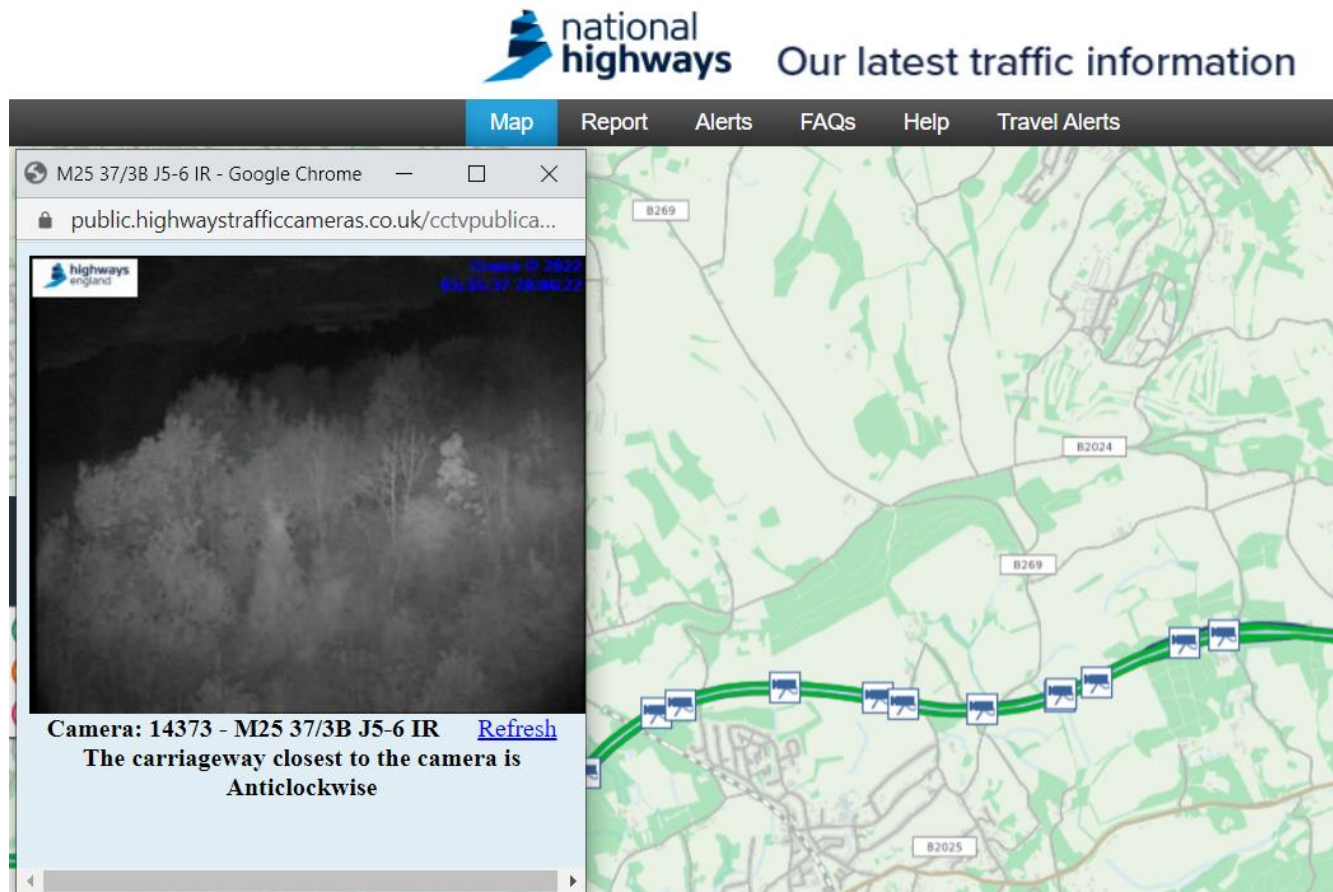 national
highways
Our latest traffic information
Map Report Alerts FAQs Help Travel Alerts
M25 37/3B J5-6 IR - Google Chrome
public.highwaystrafficcameras.co.uk/cctvpublica...
highways
england
2022
Camera: 14373 - M25 37/3B J5-6 IR Refresh
The carriageway closest to the camera is
Anticlockwise
B269
B2024
B269
B2025